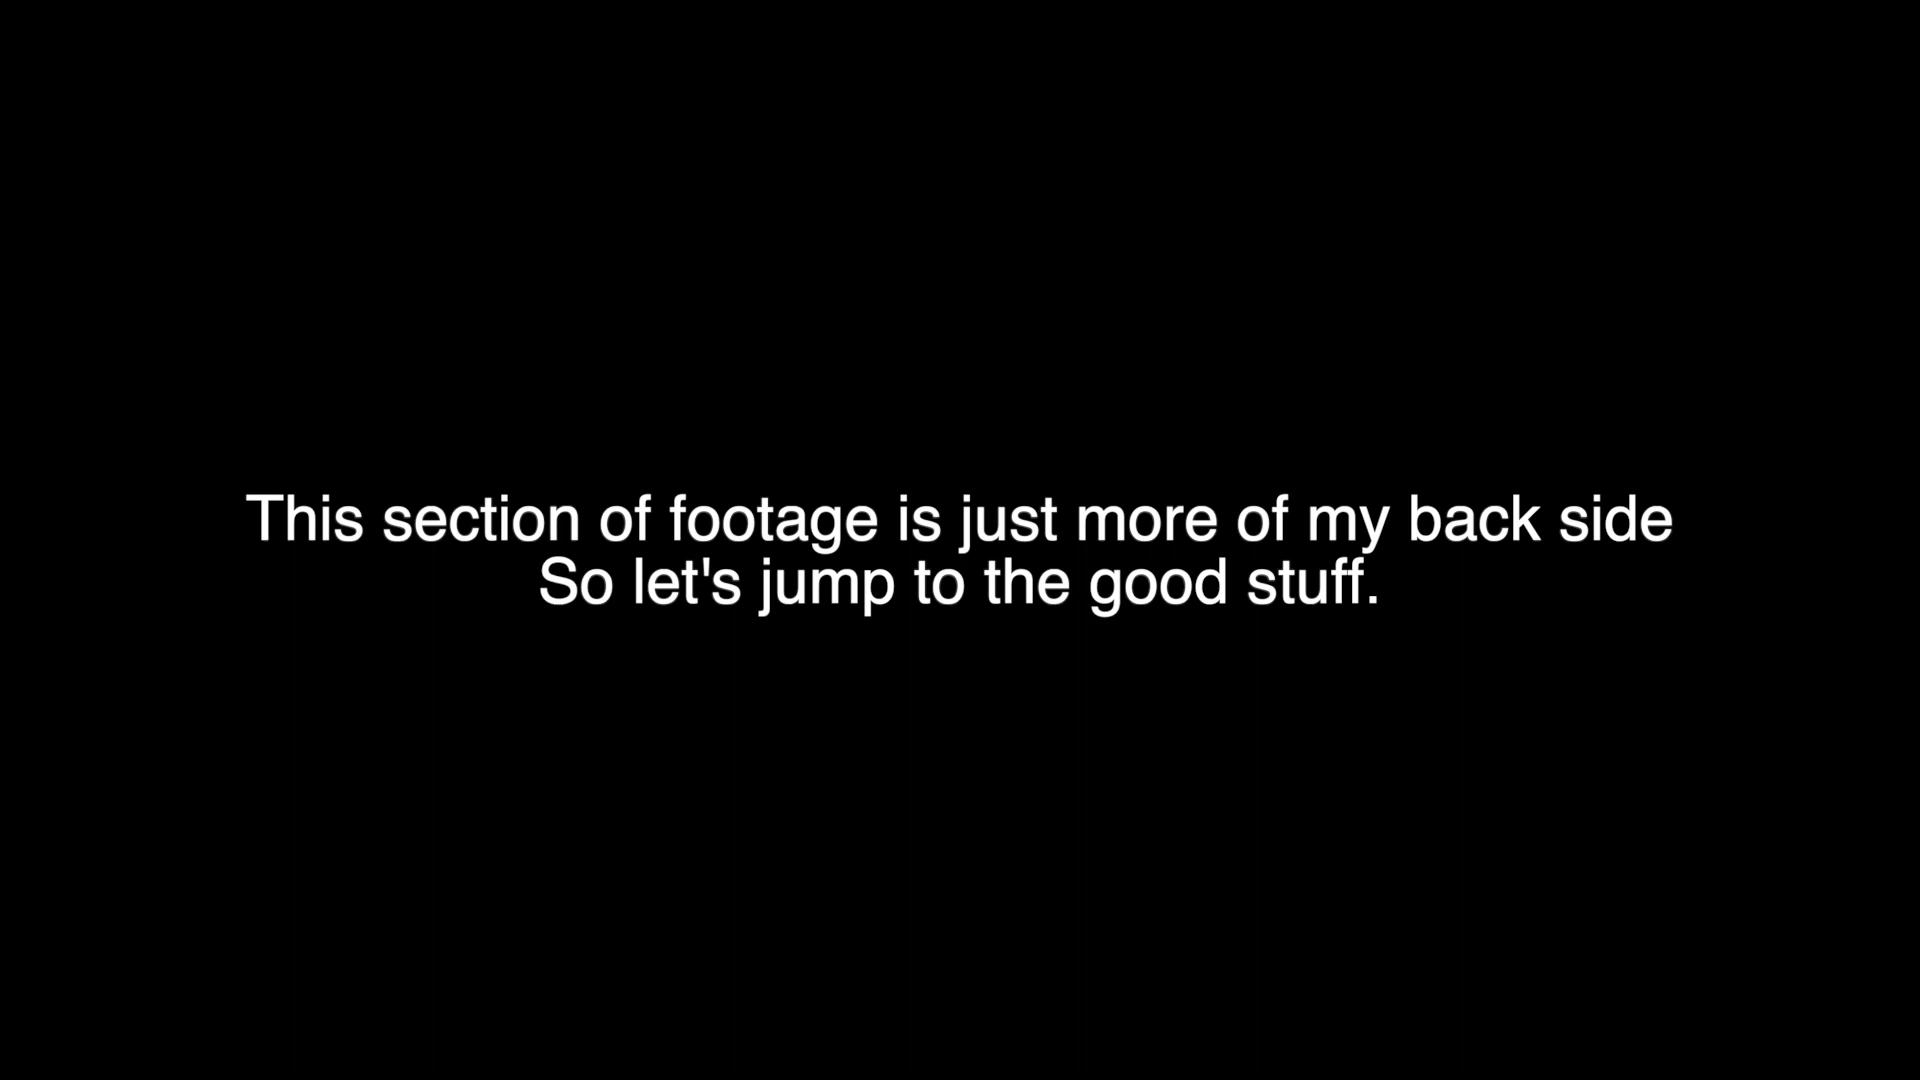 This section of footage is just more of my back side
So let's jump to the good stuff.